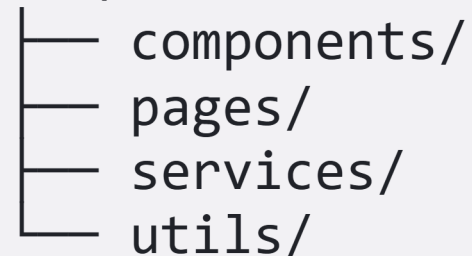 ├── components/
├── pages/
├── services/
└── utils/